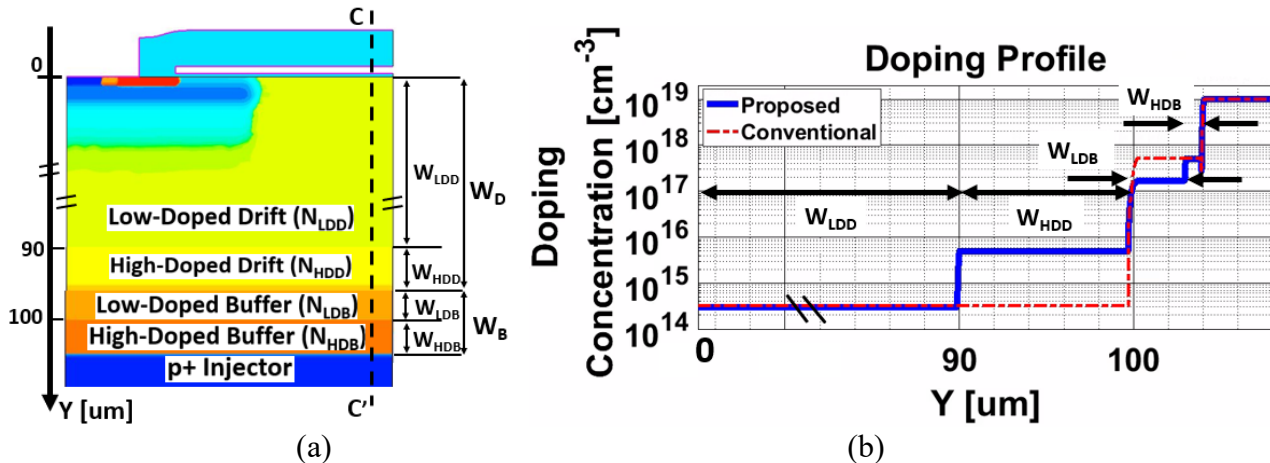 C
0
W_LDD
W_D
Low-Doped Drift (N_LDD)
90
High-Doped Drift (N_HDD)
W_HDD
Low-Doped Buffer (N_LDB)
W_LDB
100
W_B
High-Doped Buffer (N_HDB)
W_HDB
p+ Injector
Y [um]
C'
(a)
Doping Profile
Doping
Concentration [cm^-3]
10^19
10^18
10^17
10^16
10^15
10^14
Proposed
Conventional
W_HDB
W_LDB
W_LDD
W_HDD
0
90
100
Y [um]
(b)